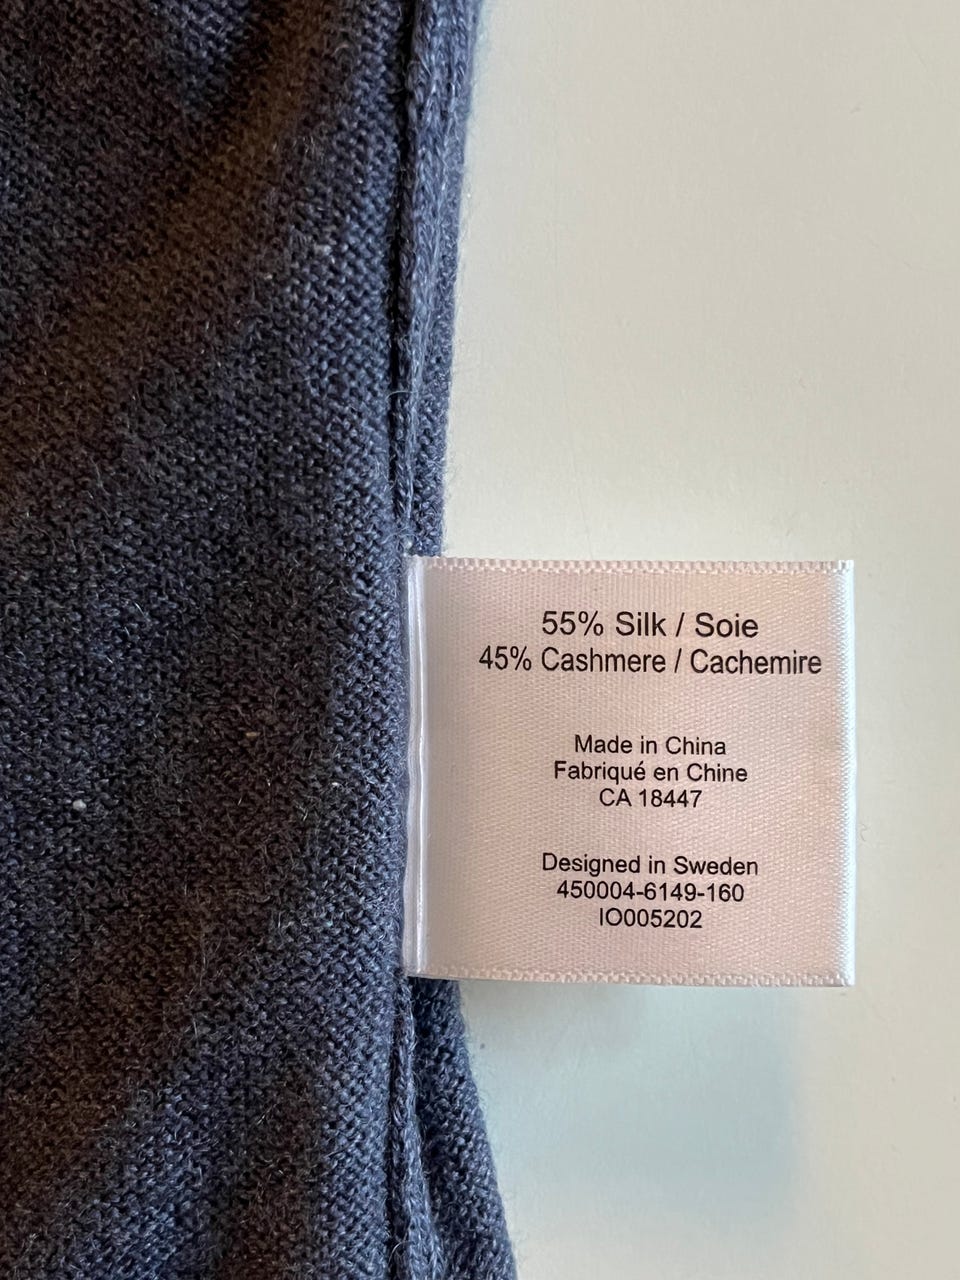 55% Silk / Soie
45% Cashmere / Cachemire
Made in China
Fabriqué en Chine
CA 18447
Designed in Sweden
450004-6149-160
IO005202